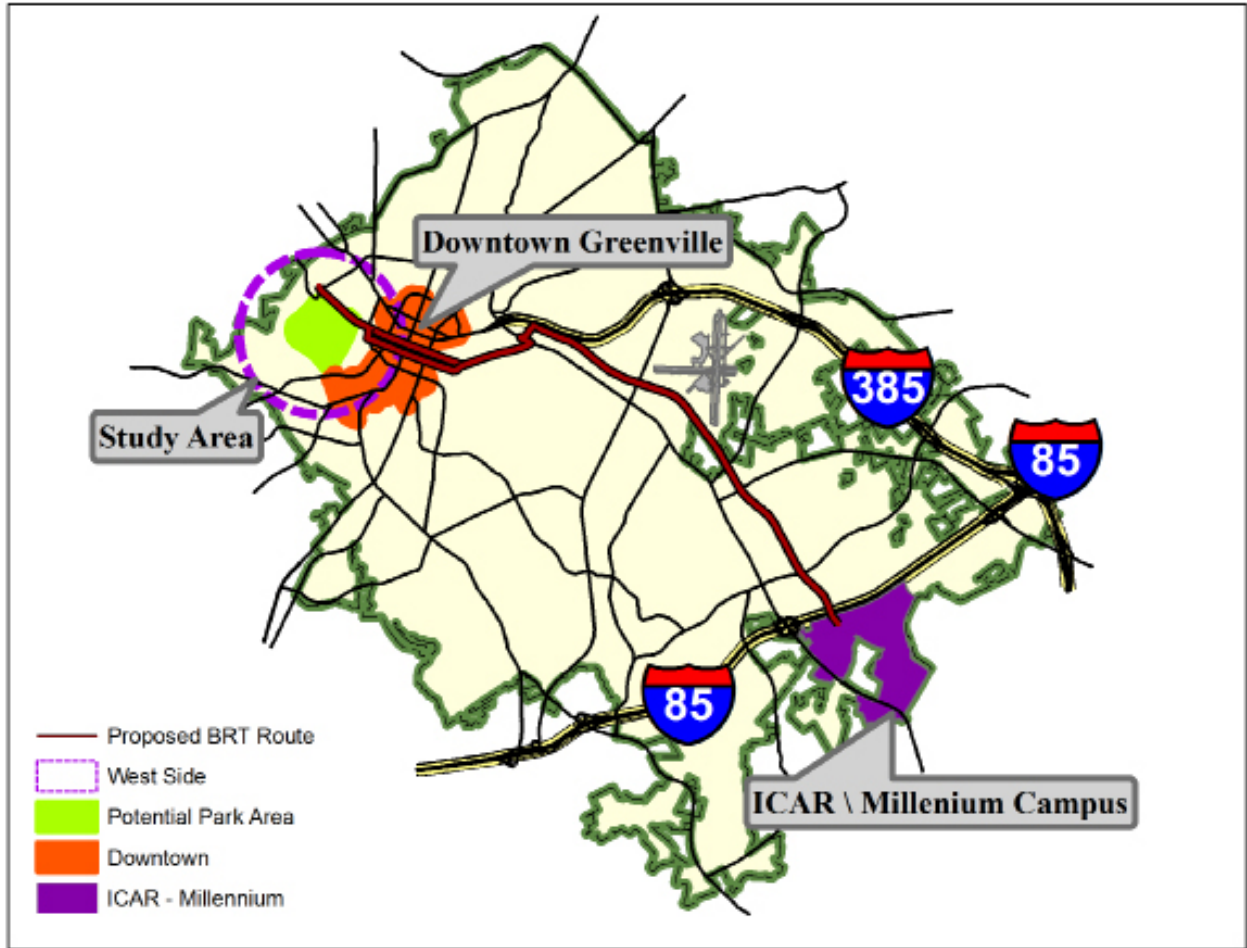 Downtown Greenville
Study Area
385
85
85
ICAR \ Millenium Campus
Proposed BRT Route
West Side
Potential Park Area
Downtown
ICAR - Millennium